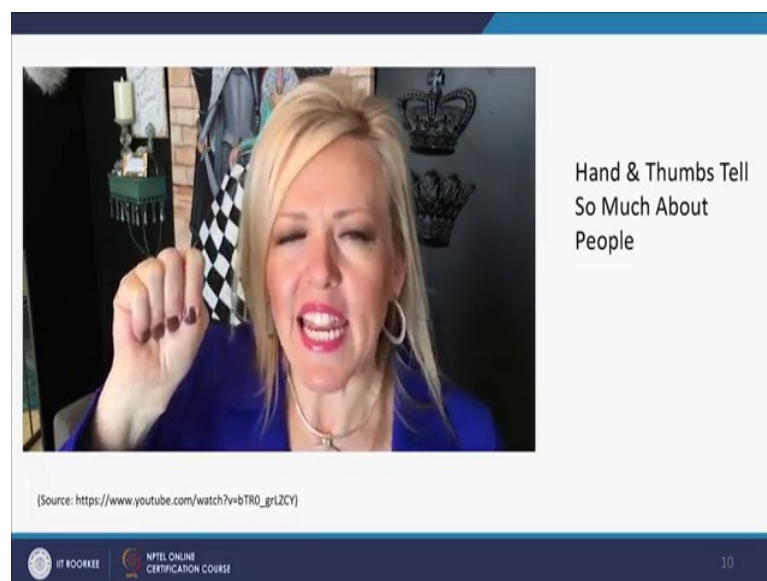 Hand & Thumbs Tell
So Much About
People
(Source: https://www.youtube.com/watch?v=bTR0_grLZCY)
IIT ROORKEE
NPTEL ONLINE
CERTIFICATION COURSE
10